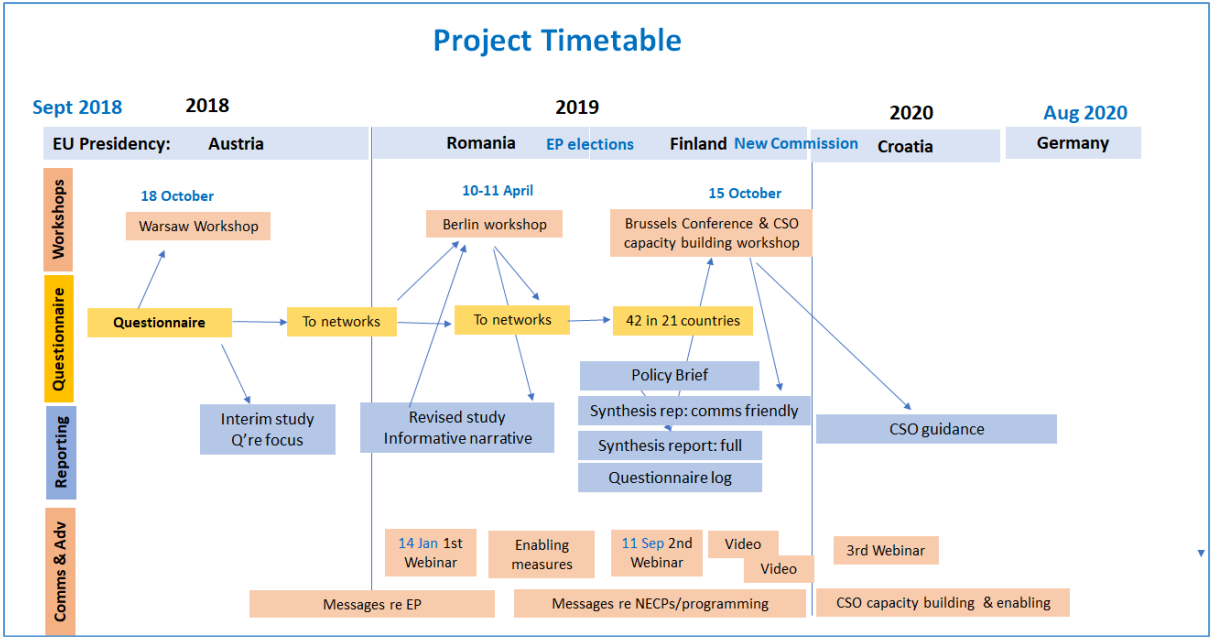 Project Timetable
Sept 2018
2018
2019
2020
Aug 2020
EU Presidency:
Austria
Romania
EP elections
Finland
New Commission
Croatia
Germany
Workshops
18 October
Warsaw Workshop
10-11 April
Berlin workshop
15 October
Brussels Conference & CSO
capacity building workshop
Questionnaire
Questionnaire
To networks
To networks
42 in 21 countries
Reporting
Policy Brief
Interim study
Q're focus
Revised study
Informative narrative
Synthesis rep: comms friendly
Synthesis report: full
Questionnaire log
CSO guidance
Comms & Adv
14 Jan 1st
Webinar
Enabling
measures
11 Sep 2nd
Webinar
Video
Video
3rd Webinar
Messages re EP
Messages re NECPs/programming
CSO capacity building & enabling